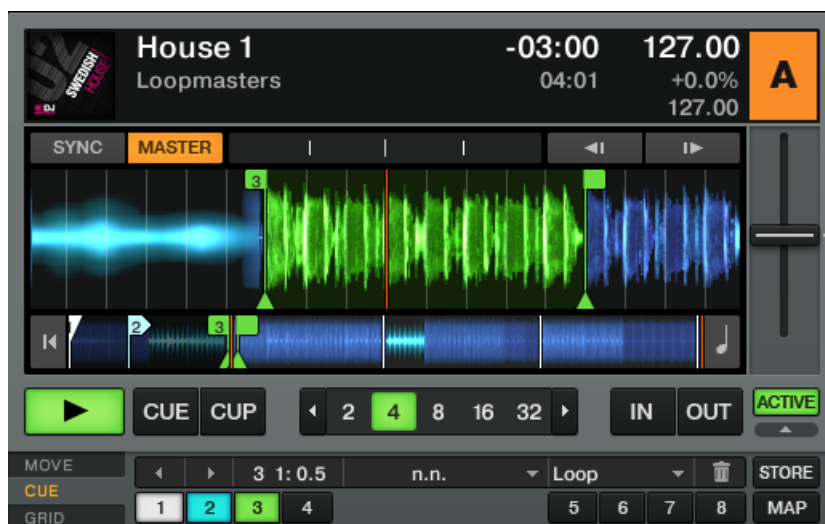 02
SWEDISH
HOUSE
DJ
House 1
-03:00
127.00
A
Loopmasters
04:01
+0.0%
127.00
SYNC
MASTER
3
2
3
CUE
CUP
2
4
8
16
32
IN
OUT
ACTIVE
MOVE
CUE
GRID
3 1:0.5
n.n.
Loop
STORE
1
2
3
4
5
6
7
8
MAP